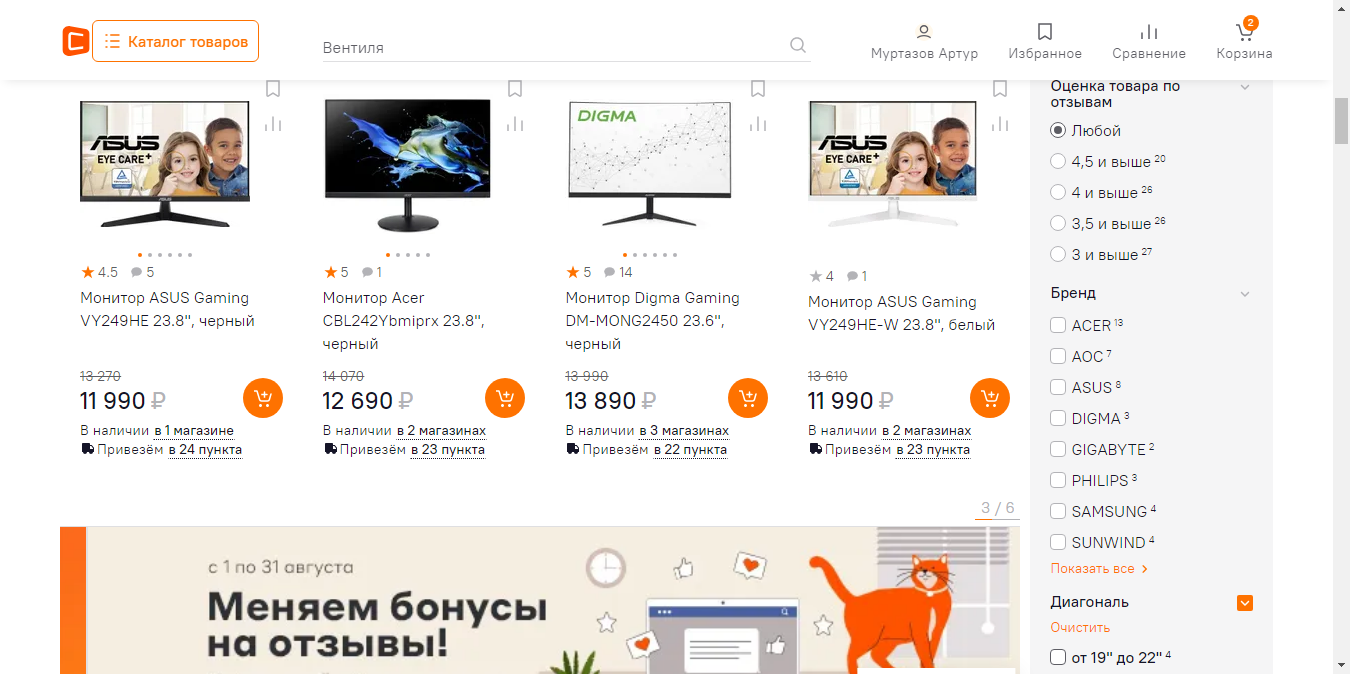 Каталог товаров
Вентиля
Муртазов Артур
Избранное
Сравнение
2
Корзина
ASUS
EYE CARE+
4.5 5
Монитор ASUS Gaming
VY249HE 23.8", черный
13 270
11 990 ₽
В наличии в 1 магазине
Привезём в 24 пункта
5 1
Монитор Acer
CBL242Ybmiprx 23.8",
черный
14 070
12 690 ₽
В наличии в 2 магазинах
Привезём в 23 пункта
DIGMA
5 14
Монитор Digma Gaming
DM-MONG2450 23.6",
черный
13 990
13 890 ₽
В наличии в 3 магазинах
Привезём в 22 пункта
ASUS
EYE CARE+
4 1
Монитор ASUS Gaming
VY249HE-W 23.8", белый
13 610
11 990 ₽
В наличии в 2 магазинах
Привезём в 23 пункта
3 / 6
с 1 по 31 августа
Меняем бонусы
на отзывы!
Оценка товара по
отзывам
Любой
4,5 и выше 20
4 и выше 26
3,5 и выше 26
3 и выше 27
Бренд
ACER 13
AOC 7
ASUS 8
DIGMA 3
GIGABYTE 2
PHILIPS 3
SAMSUNG 4
SUNWIND 4
Показать все
Диагональ
Очистить
от 19" до 22" 4